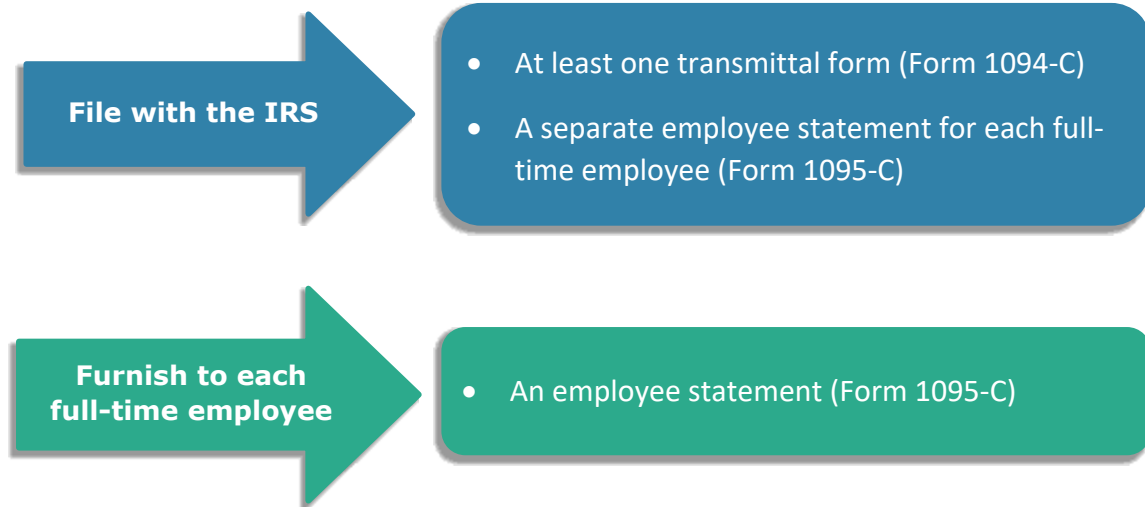 File with the IRS
• At least one transmittal form (Form 1094-C)
• A separate employee statement for each full-
time employee (Form 1095-C)
Furnish to each
full-time employee
• An employee statement (Form 1095-C)